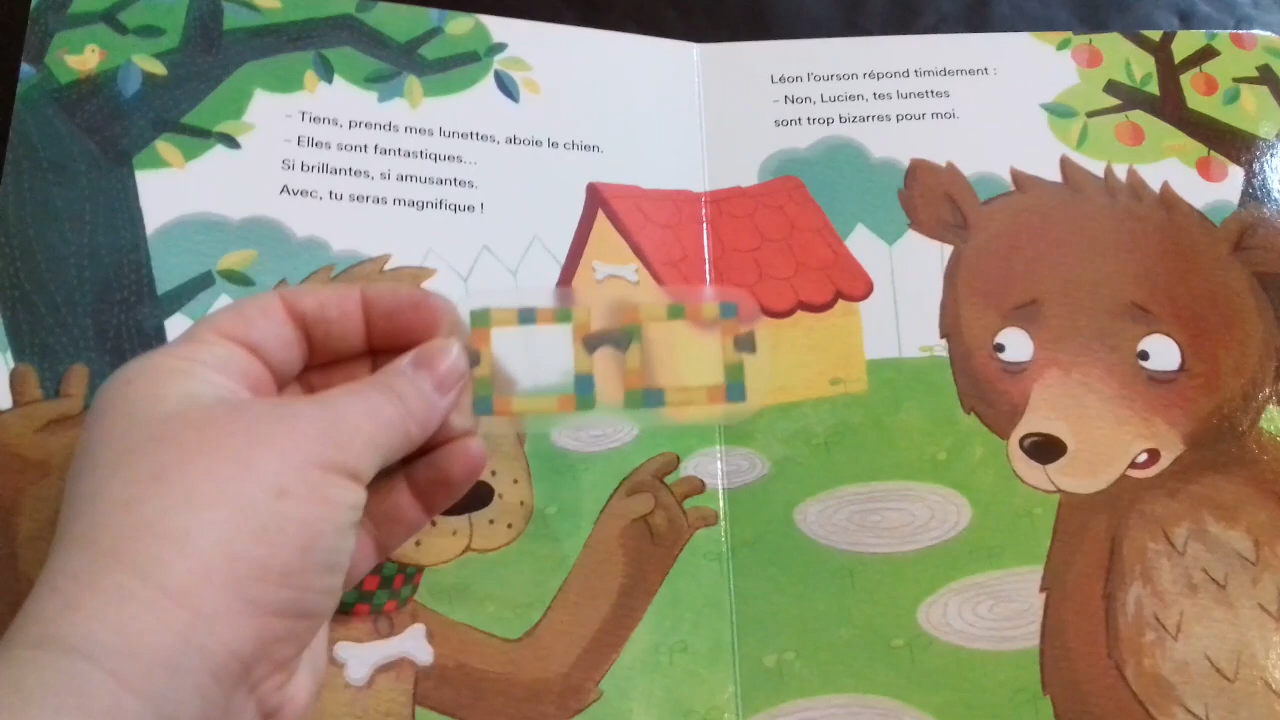 – Tiens, prends mes lunettes, aboie le chien.
– Elles sont fantastiques...
Si brillantes, si amusantes.
Avec, tu seras magnifique !
Léon l'ourson répond timidement :
– Non, Lucien, tes lunettes
sont trop bizarres pour moi.